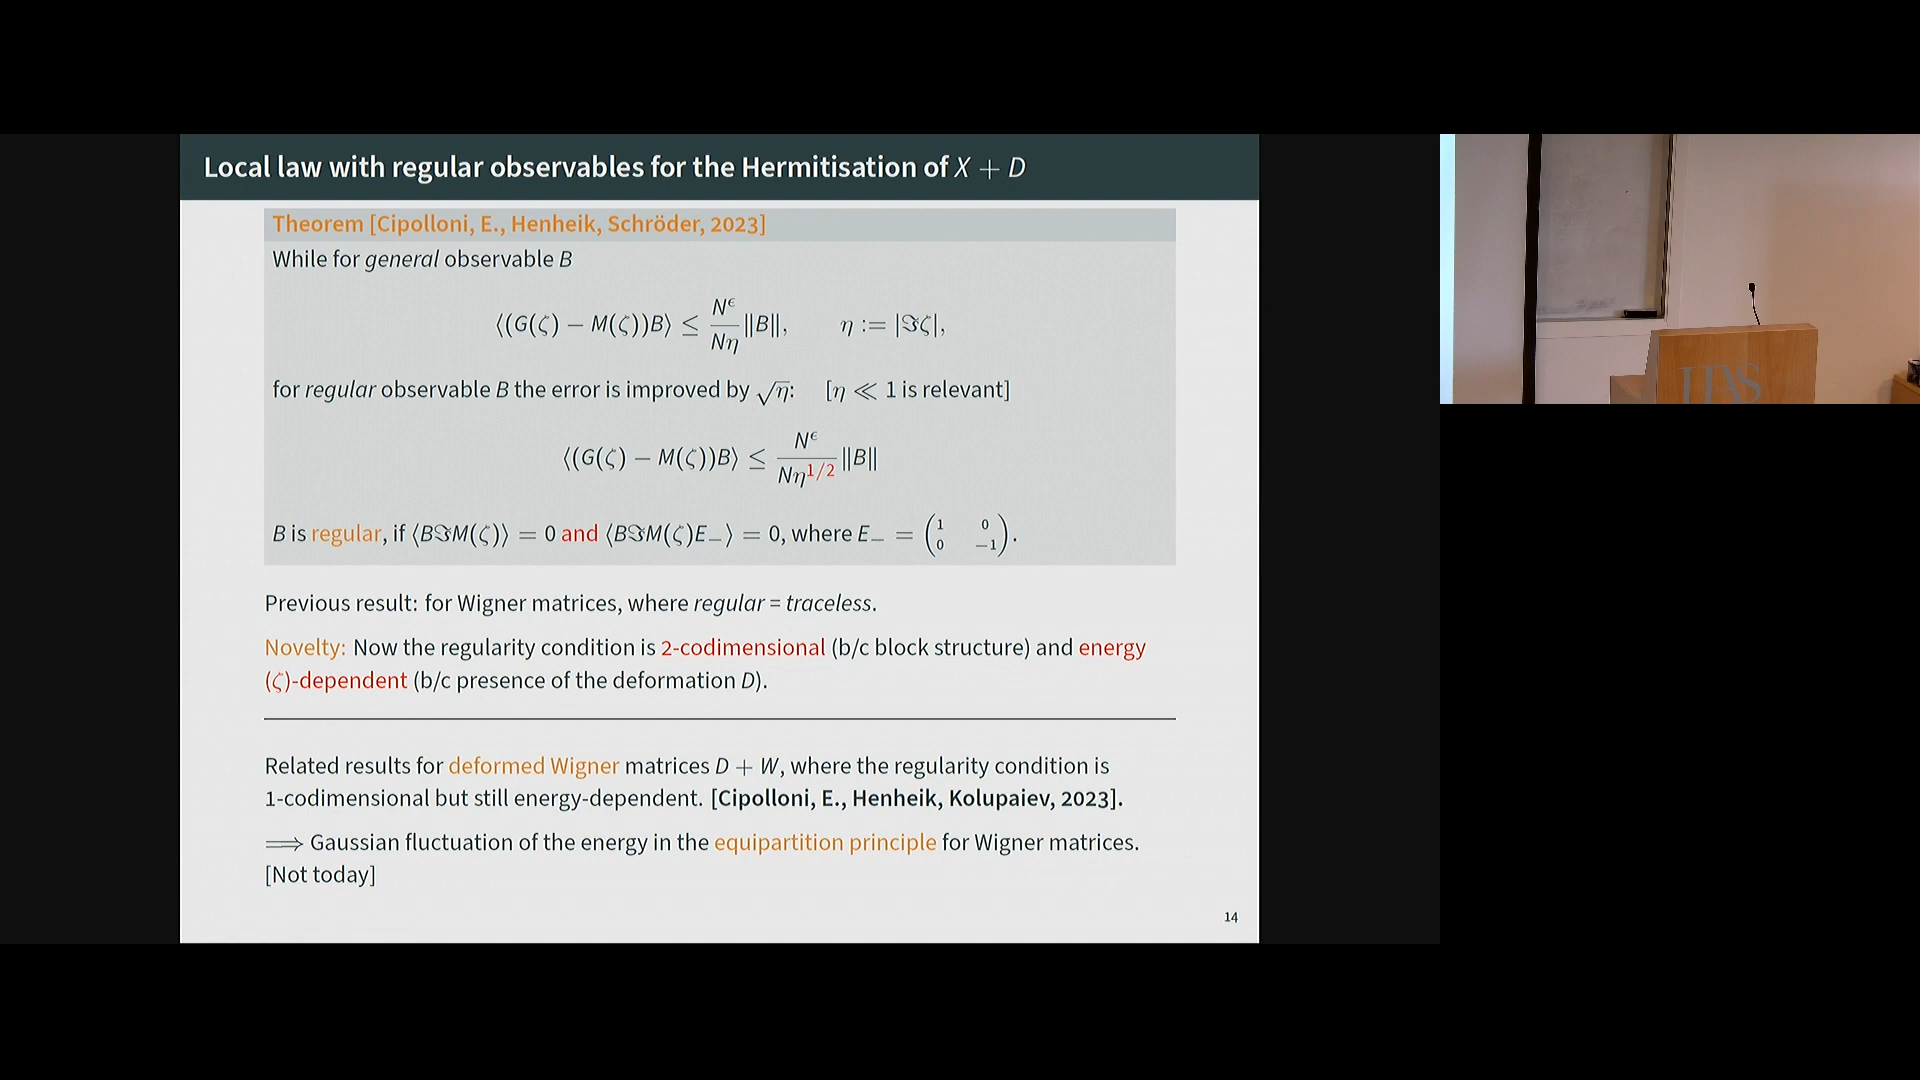 Local law with regular observables for the Hermitisation of X + D
Theorem [Cipolloni, E., Henheik, Schröder, 2023]
While for general observable B
⟨(G(ζ) − M(ζ))B⟩ ≤ N^ϵ/Nη ‖B‖, η := |ℑζ|,
for regular observable B the error is improved by √η: [η ≪ 1 is relevant]
⟨(G(ζ) − M(ζ))B⟩ ≤ N^ϵ/Nη^{1/2} ‖B‖
B is regular, if ⟨BℑM(ζ)⟩ = 0 and ⟨BℑM(ζ)E₋⟩ = 0, where E₋ = (1 0 0 −1).
Previous result: for Wigner matrices, where regular = traceless.
Novelty: Now the regularity condition is 2-codimensional (b/c block structure) and energy
(ζ)-dependent (b/c presence of the deformation D).
Related results for deformed Wigner matrices D + W, where the regularity condition is
1-codimensional but still energy-dependent. [Cipolloni, E., Henheik, Kolupaiev, 2023].
⟹ Gaussian fluctuation of the energy in the equipartition principle for Wigner matrices.
[Not today]
14